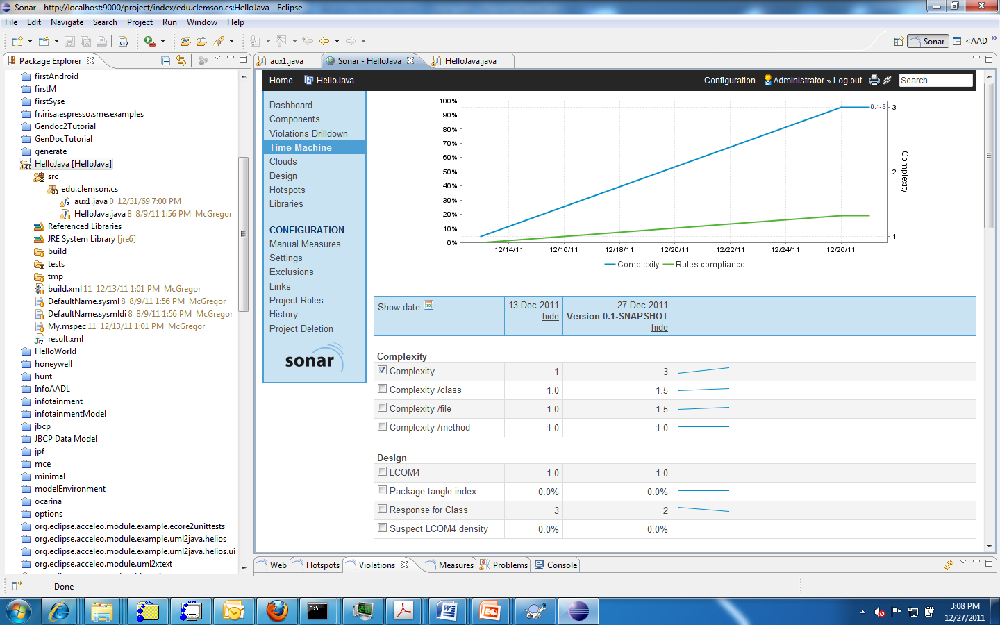 Sonar - http://localhost:9000/project/index/edu.clemson.cs:HelloJava - Eclipse
File Edit Navigate Search Project Run Window Help
Sonar <AAD »
Package Explorer
firstAndroid
firstM
firstSyse
fr.irisa.espresso.sme.examples
Gendoc2Tutorial
GenDocTutorial
generate
HelloJava [HelloJava]
src
edu.clemson.cs
aux1.java 0 12/31/69 7:00 PM
HelloJava.java 8 8/9/11 1:56 PM McGregor
Referenced Libraries
JRE System Library [jre6]
build
tests
tmp
build.xml 11 12/13/11 1:01 PM McGregor
DefaultName.sysml 8 8/9/11 1:56 PM McGregor
DefaultName.sysmldi 8 8/9/11 1:56 PM McGregor
My.mspec 11 12/13/11 1:01 PM McGregor
result.xml
HelloWorld
honeywell
hunt
InfoAADL
infotainment
infotainmentModel
jbcp
JBCP Data Model
jpf
mce
minimal
modelEnvironment
ocarina
options
org.eclipse.acceleo.module.example.ecore2unittests
org.eclipse.acceleo.module.example.uml2java.helios
org.eclipse.acceleo.module.example.uml2java.helios.ui
org.eclipse.acceleo.module.uml2xtext
aux1.java Sonar - HelloJava HelloJava.java
Home HelloJava Configuration Administrator » Log out Search
Dashboard
Components
Violations Drilldown
Time Machine
Clouds
Design
Hotspots
Libraries
CONFIGURATION
Manual Measures
Settings
Exclusions
Links
Project Roles
History
Project Deletion
sonar
100%
90%
80%
70%
60%
50%
40%
30%
20%
10%
0%
0.1-SI
3
2
1
Complexity
12/14/11 12/16/11 12/18/11 12/20/11 12/22/11 12/24/11 12/26/11
Complexity Rules compliance
Show date 13 Dec 2011 27 Dec 2011
hide Version 0.1-SNAPSHOT
hide
Complexity
Complexity 1 3
Complexity /class 1.0 1.5
Complexity /file 1.0 1.5
Complexity /method 1.0 1.0
Design
LCOM4 1.0 1.0
Package tangle index 0.0% 0.0%
Response for Class 3 2
Suspect LCOM4 density 0.0% 0.0%
Web Hotspots Violations Measures Problems Console
Done
3:08 PM
12/27/2011